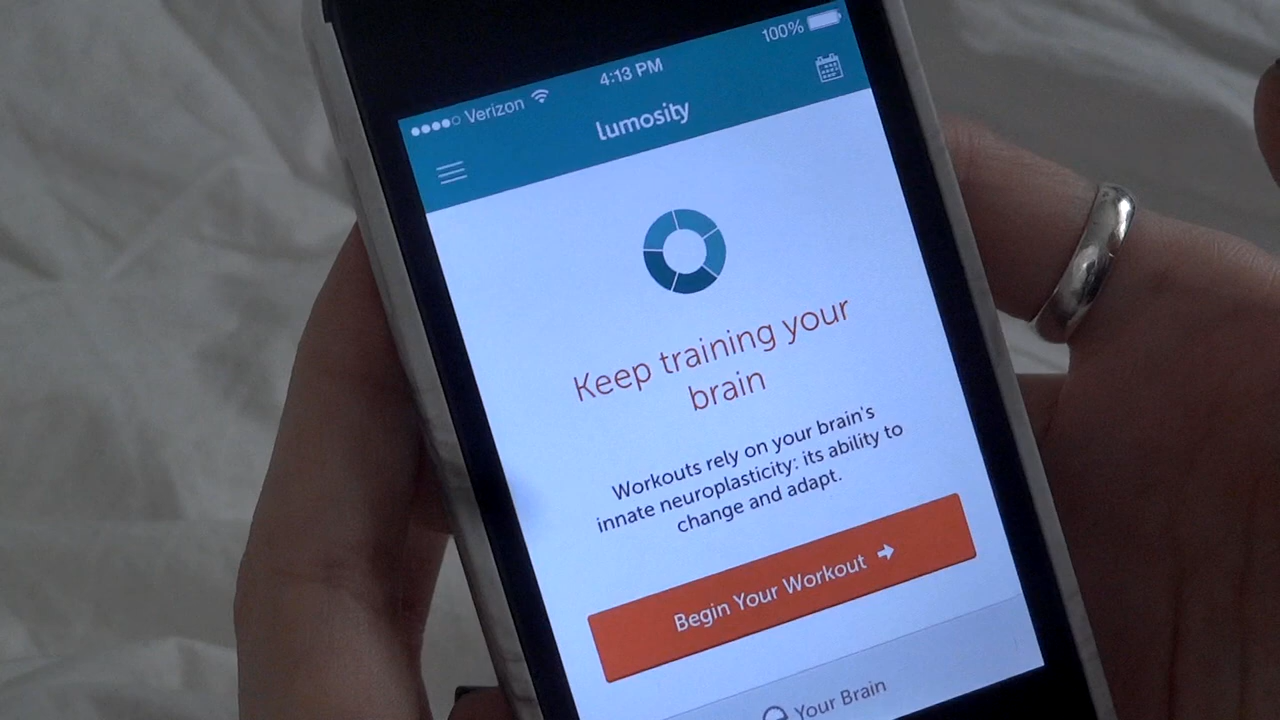 Verizon 4:13 PM 100%
lumosity
Keep training your
brain
Workouts rely on your brain's
innate neuroplasticity: its ability to
change and adapt.
Begin Your Workout
Your Brain